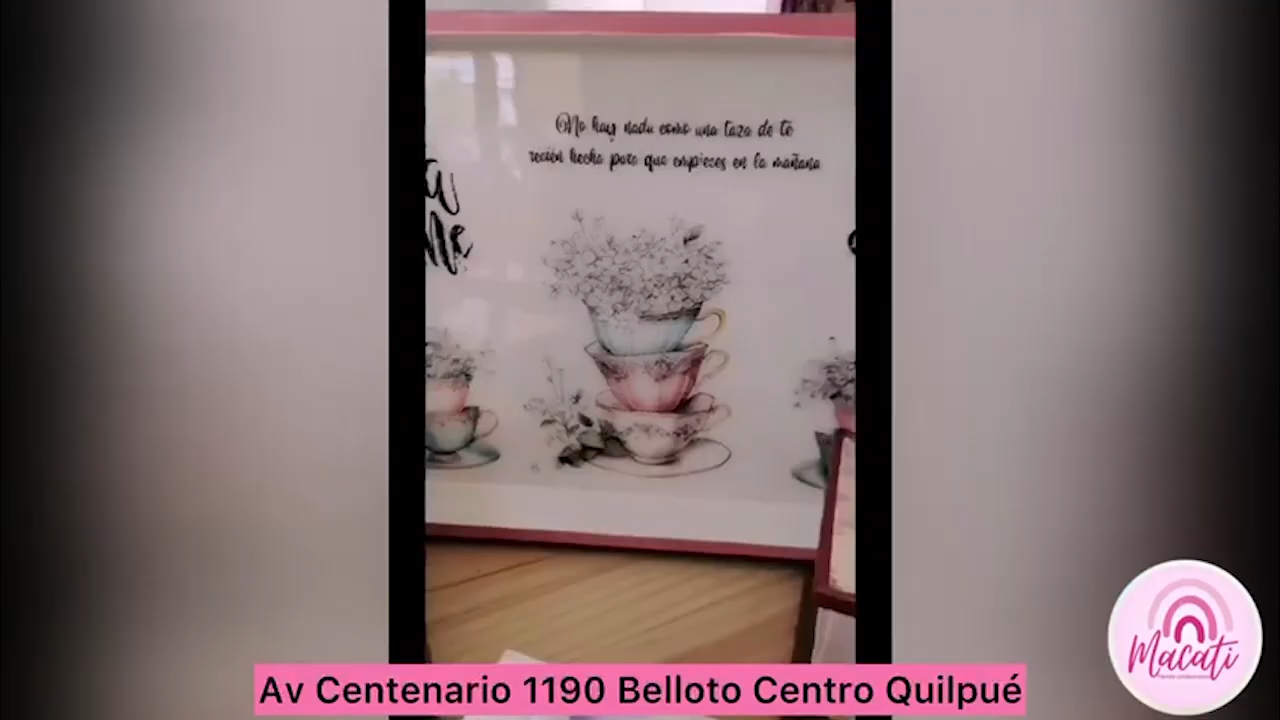 No hay nada como una taza de té
recién hecha para que empieces en la mañana
Me
Av Centenario 1190 Belloto Centro Quilpué
Macati